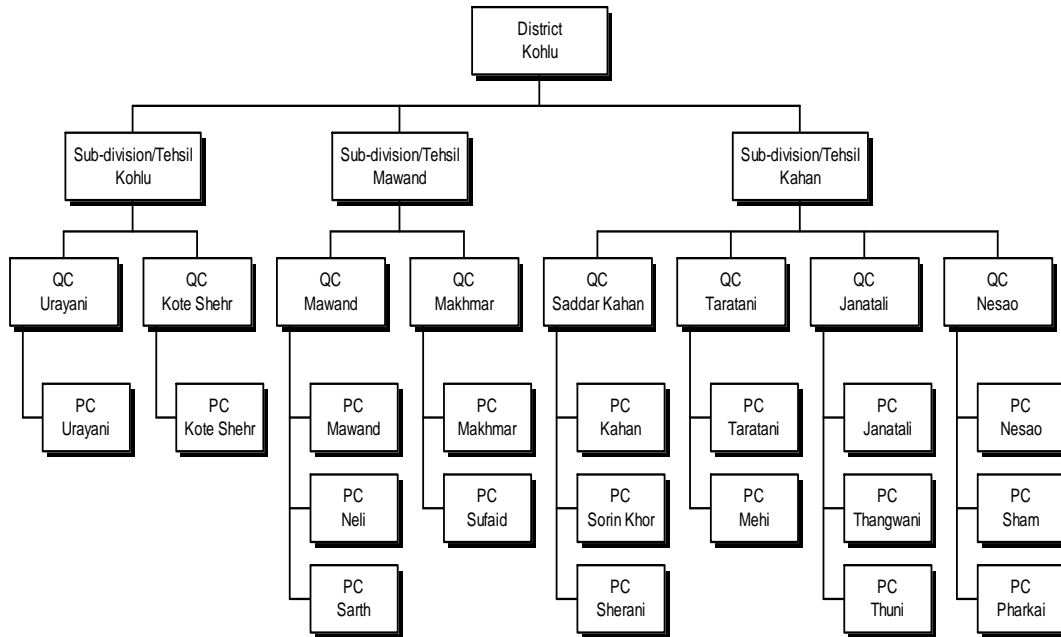 District
Kohlu
Sub-division/Tehsil
Kohlu
Sub-division/Tehsil
Mawand
Sub-division/Tehsil
Kahan
QC
Urayani
QC
Kote Shehr
QC
Mawand
QC
Makhmar
QC
Saddar Kahan
QC
Taratani
QC
Janatali
QC
Nesao
PC
Urayani
PC
Kote Shehr
PC
Mawand
PC
Makhmar
PC
Kahan
PC
Taratani
PC
Janatali
PC
Nesao
PC
Neli
PC
Sufaid
PC
Sorin Khor
PC
Mehi
PC
Thangwani
PC
Sham
PC
Sarth
PC
Sherani
PC
Thuni
PC
Pharkai